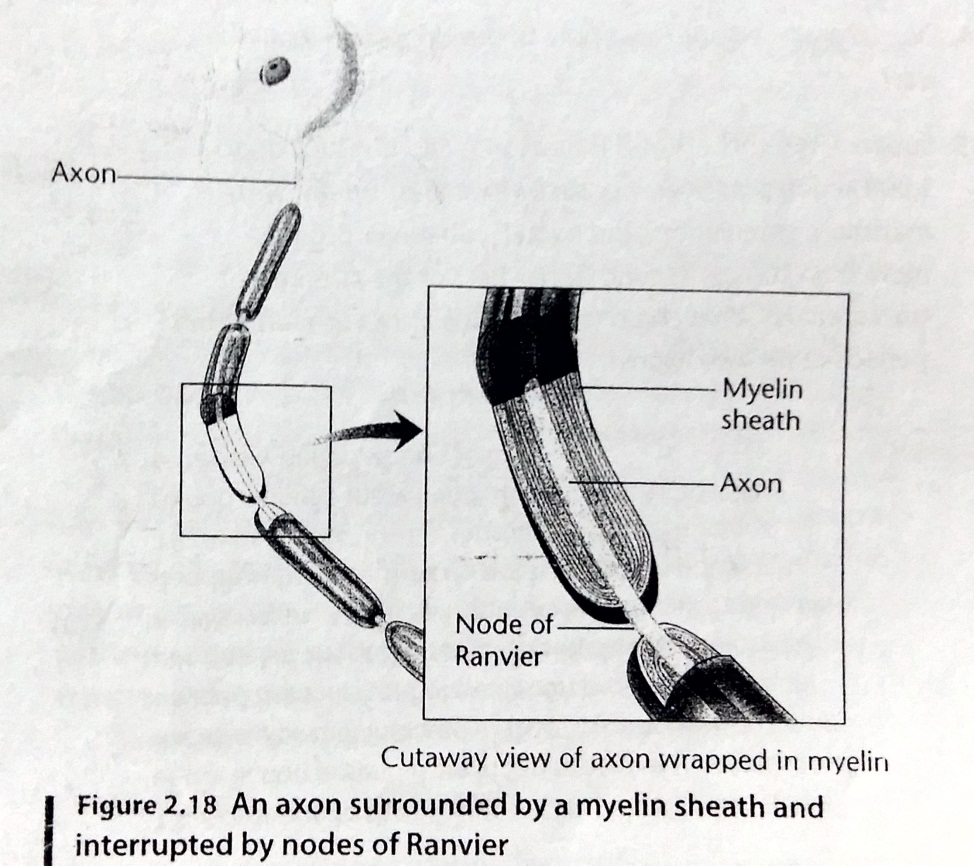 Axon
Myelin
sheath
Axon
Node of
Ranvier
Cutaway view of axon wrapped in myelin
Figure 2.18 An axon surrounded by a myelin sheath and
interrupted by nodes of Ranvier